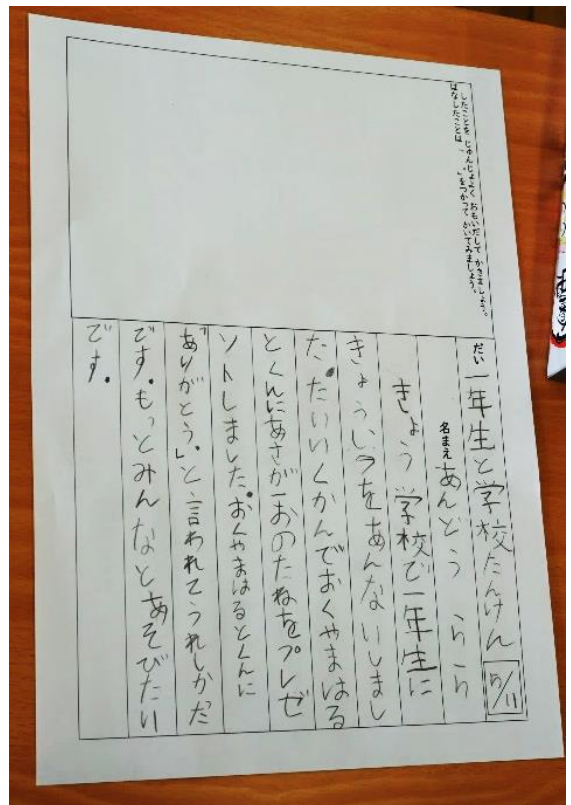 したことを じゅんじょよく おもいだして かきましょう。
はなしたことは、「 。」をつかって かいてみましょう。
だい 一年生と学校たんけん 5/11
名まえ あんどう らら
きょう学校で一年生に
きょうしつをあんないしまし
た。たいいくかんでおくやまはる
とくんにあさがおのたねをプレゼ
ントしました。おくやまはるとくんに
「ありがとう。」と言われてうれしかった
です。もっとみんなとあそびたい
です。